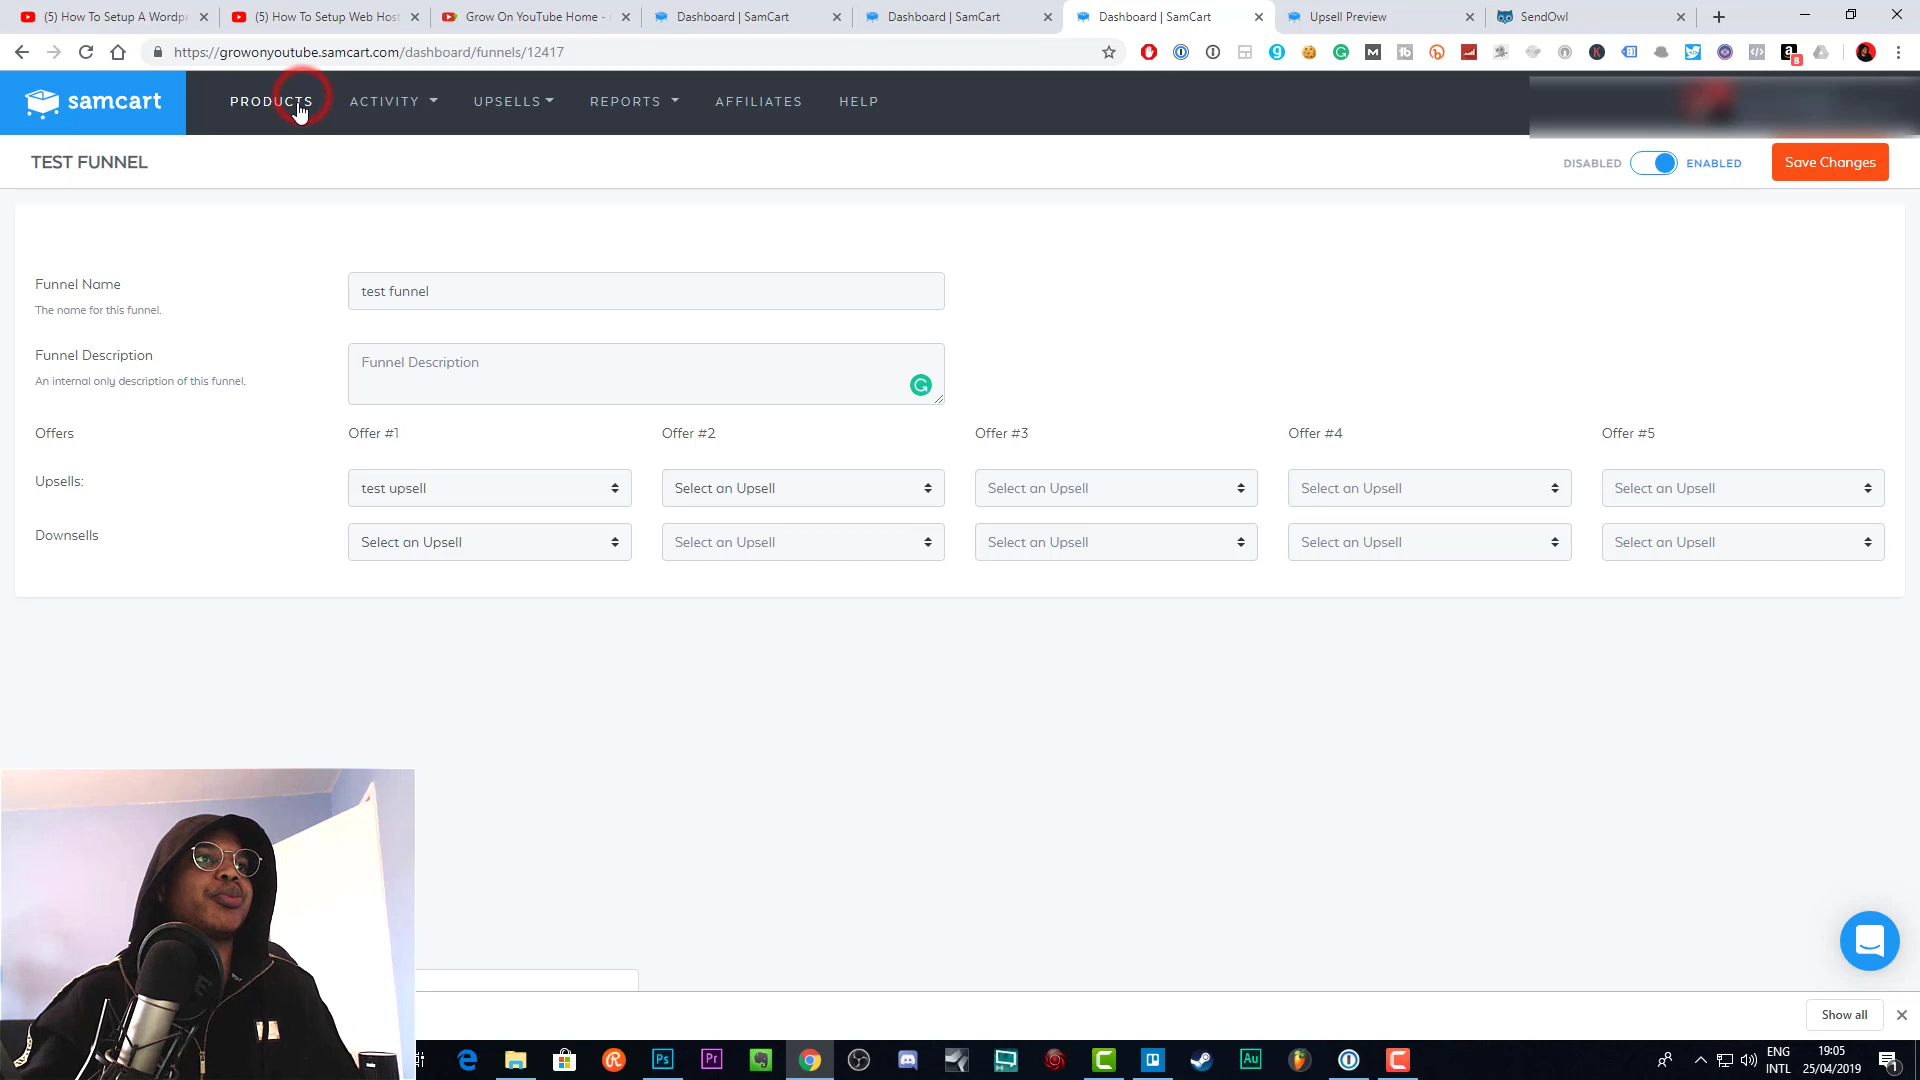 (5) How To Setup A Wordpr
(5) How To Setup Web Host
Grow On YouTube Home -
Dashboard | SamCart
Dashboard | SamCart
Dashboard | SamCart
Upsell Preview
SendOwl
https://growonyoutube.samcart.com/dashboard/funnels/12417
samcart
PRODUCTS
ACTIVITY
UPSELLS
REPORTS
AFFILIATES
HELP
TEST FUNNEL
DISABLED
ENABLED
Save Changes
Funnel Name
test funnel
The name for this funnel.
Funnel Description
Funnel Description
An internal only description of this funnel.
Offers
Offer #1
Offer #2
Offer #3
Offer #4
Offer #5
Upsells:
test upsell
Select an Upsell
Select an Upsell
Select an Upsell
Select an Upsell
Downsells
Select an Upsell
Select an Upsell
Select an Upsell
Select an Upsell
Select an Upsell
Show all
ENG
INTL
19:05
25/04/2019